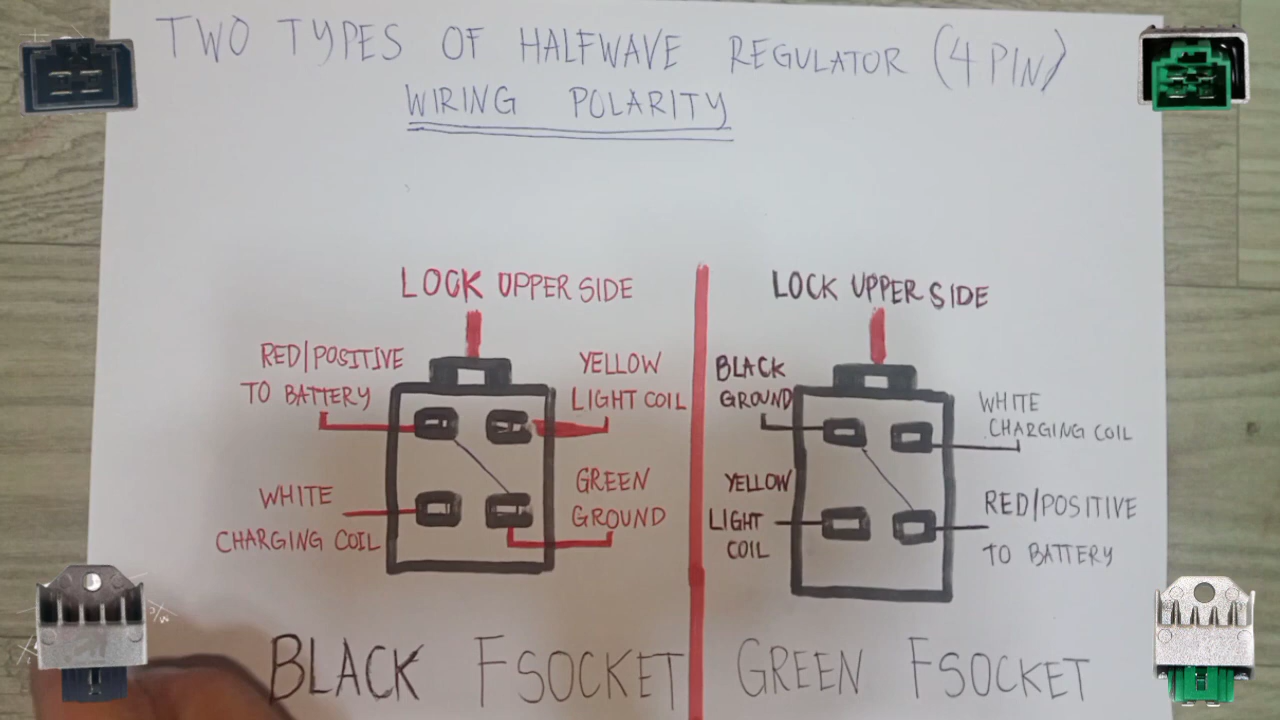 TWO TYPES OF HALFWAVE REGULATOR (4 PIN)
WIRING POLARITY
LOCK UPPER SIDE
RED/POSITIVE
TO BATTERY
YELLOW
LIGHT COIL
WHITE
CHARGING COIL
GREEN
GROUND
BLACK FSOCKET
LOCK UPPER SIDE
BLACK
GROUND
WHITE
CHARGING COIL
YELLOW
LIGHT
COIL
RED/POSITIVE
TO BATTERY
GREEN FSOCKET